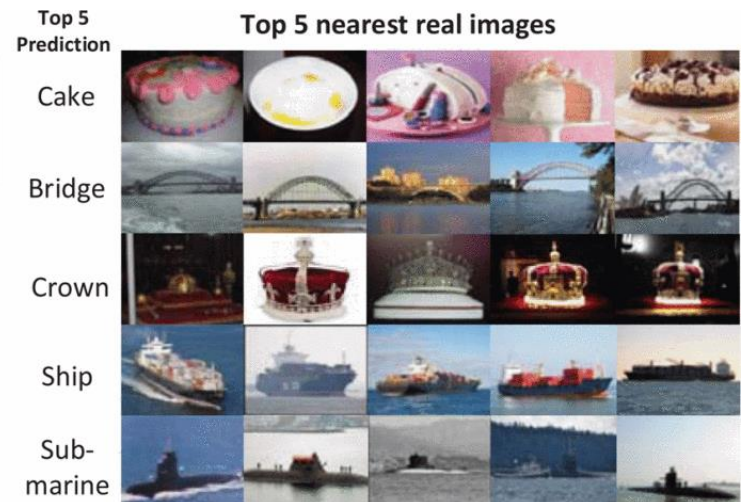 Top 5
Prediction
Top 5 nearest real images
Cake
Bridge
Crown
Ship
Sub-
marine